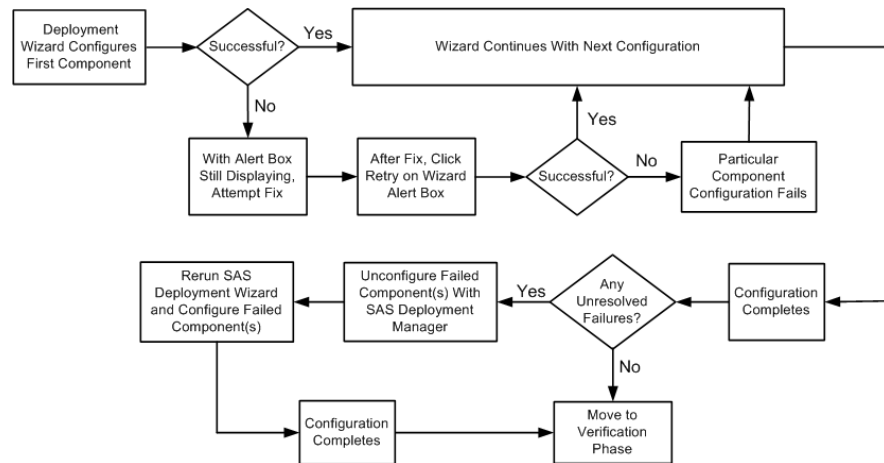 Deployment
Wizard Configures
First Component
Successful?
Yes
Wizard Continues With Next Configuration
No
With Alert Box
Still Displaying,
Attempt Fix
After Fix, Click
Retry on Wizard
Alert Box
Successful?
Yes
No
Particular
Component
Configuration Fails
Configuration
Completes
Any
Unresolved
Failures?
Yes
Unconfigure Failed
Component(s) With
SAS Deployment
Manager
Rerun SAS
Deployment Wizard
and Configure Failed
Component(s)
No
Configuration
Completes
Move to
Verification
Phase